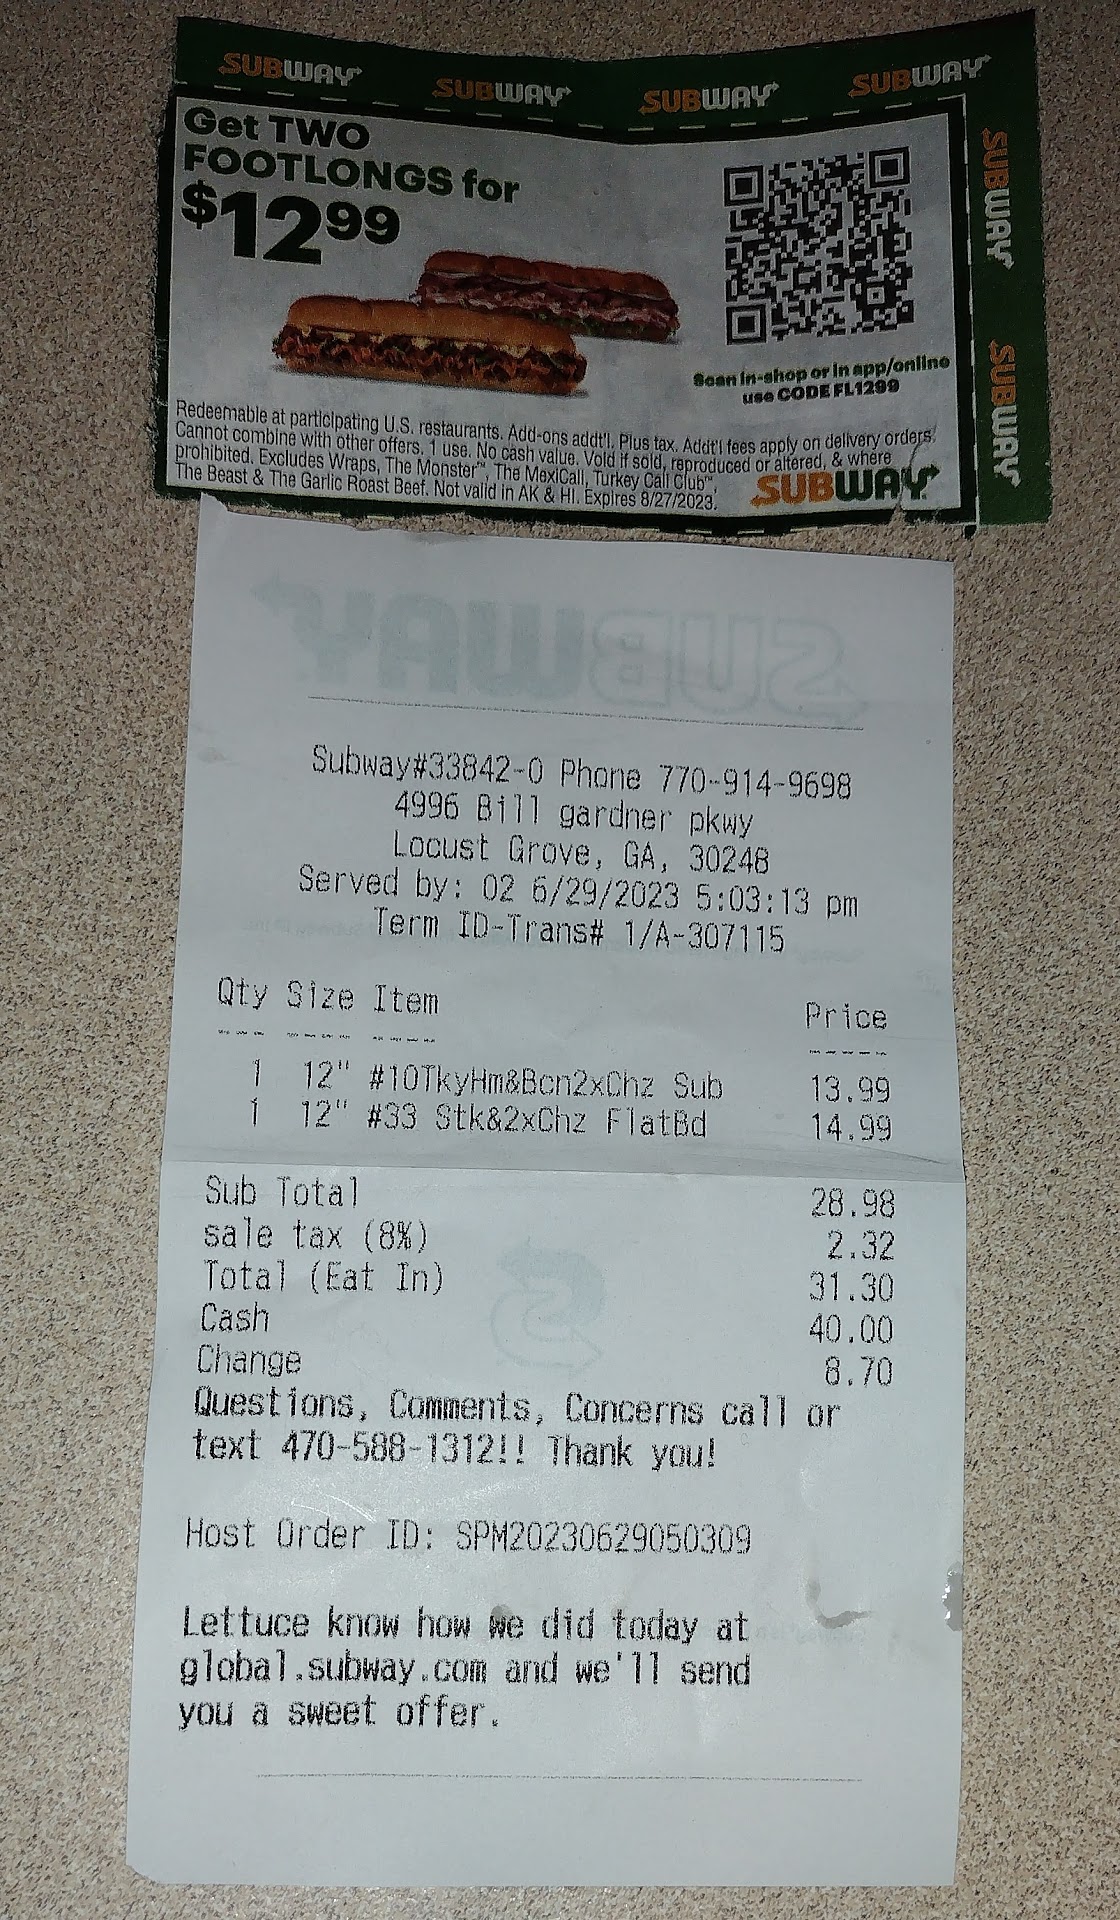 SUBWAY SUBWAY SUBWAY SUBWAY
SUBWAY
SUBWAY
Get TWO
FOOTLONGS for
$12.99
Scan in-shop or in app/online
use CODE FL1299
Redeemable at participating U.S. restaurants. Add-ons addt'l. Plus tax. Addt'l fees apply on delivery orders.
Cannot combine with other offers. 1 use. No cash value. Void if sold, reproduced or altered, & where
prohibited. Excludes Wraps, The Monster™, The MexiCali, Turkey Cali Club™,
The Beast & The Garlic Roast Beef. Not valid in AK & HI. Expires 8/27/2023.
SUBWAY
SUBWAY
Subway#33842-0 Phone 770-914-9698
4996 Bill gardner pkwy
Locust Grove, GA, 30248
Served by: 02 6/29/2023 5:03:13 pm
Term ID-Trans# 1/A-307115
Qty Size Item Price
1 12" #10TkyHm&Bcn2xChz Sub 13.99
1 12" #33 Stk&2xChz FlatBd 14.99
Sub Total 28.98
sale tax (8%) 2.32
Total (Eat In) 31.30
Cash 40.00
Change 8.70
Questions, Comments, Concerns call or
text 470-588-1312!! Thank you!
Host Order ID: SPM20230629050309
Lettuce know how we did today at
global.subway.com and we'll send
you a sweet offer.